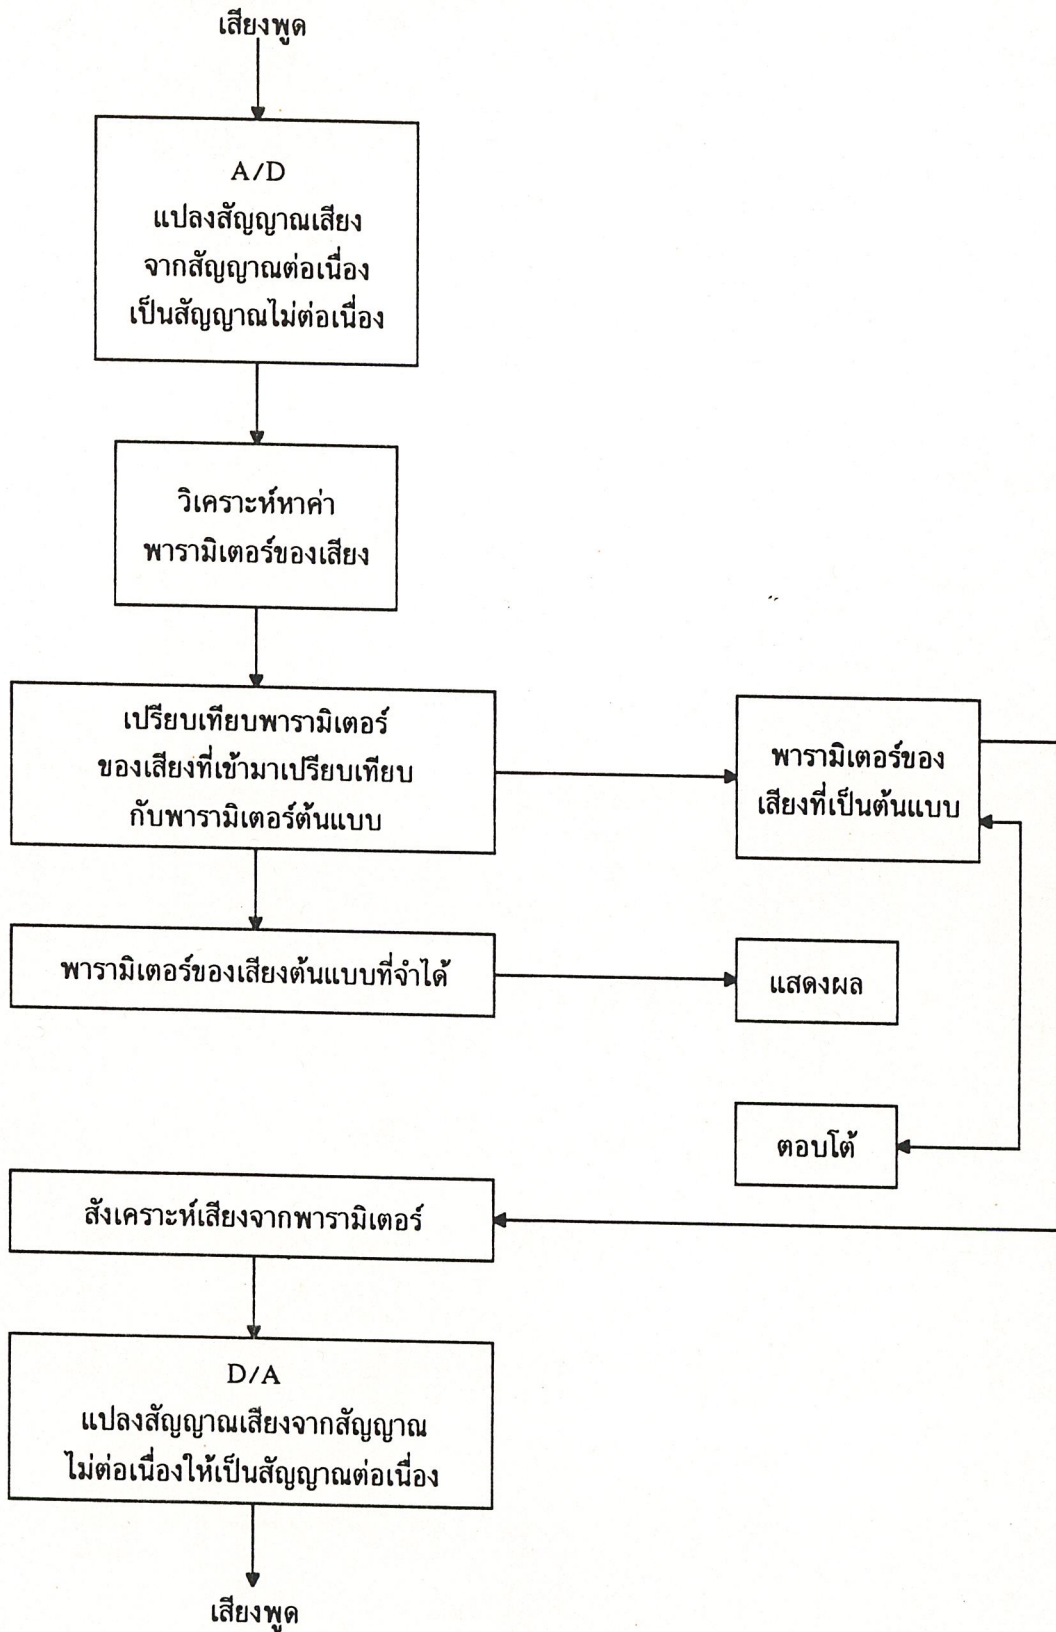 เสียงพูด
A/D
แปลงสัญญาณเสียง
จากสัญญาณต่อเนื่อง
เป็นสัญญาณไม่ต่อเนื่อง
วิเคราะห์หาค่า
พารามิเตอร์ของเสียง
เปรียบเทียบพารามิเตอร์
ของเสียงที่เข้ามาเปรียบเทียบ
กับพารามิเตอร์ต้นแบบ
พารามิเตอร์ของ
เสียงที่เป็นต้นแบบ
พารามิเตอร์ของเสียงต้นแบบที่จำได้
แสดงผล
ตอบโต้
สังเคราะห์เสียงจากพารามิเตอร์
D/A
แปลงสัญญาณเสียงจากสัญญาณ
ไม่ต่อเนื่องให้เป็นสัญญาณต่อเนื่อง
เสียงพูด